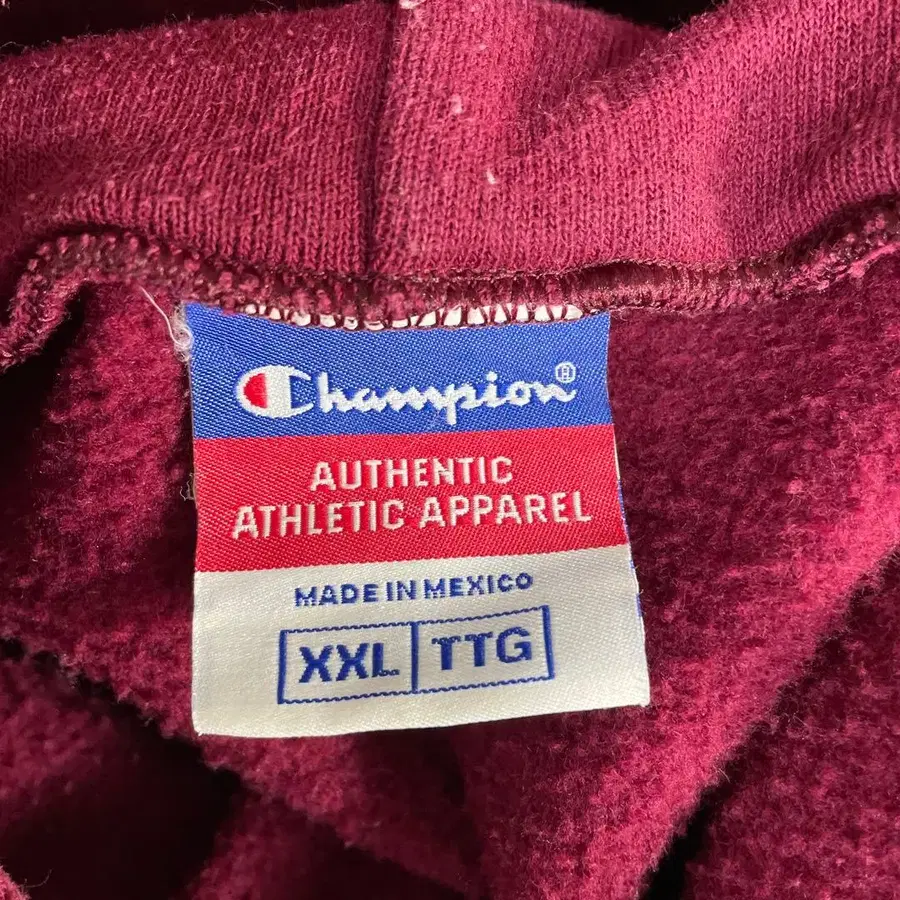 Champion®
AUTHENTIC
ATHLETIC APPAREL
MADE IN MEXICO
XXL TTG